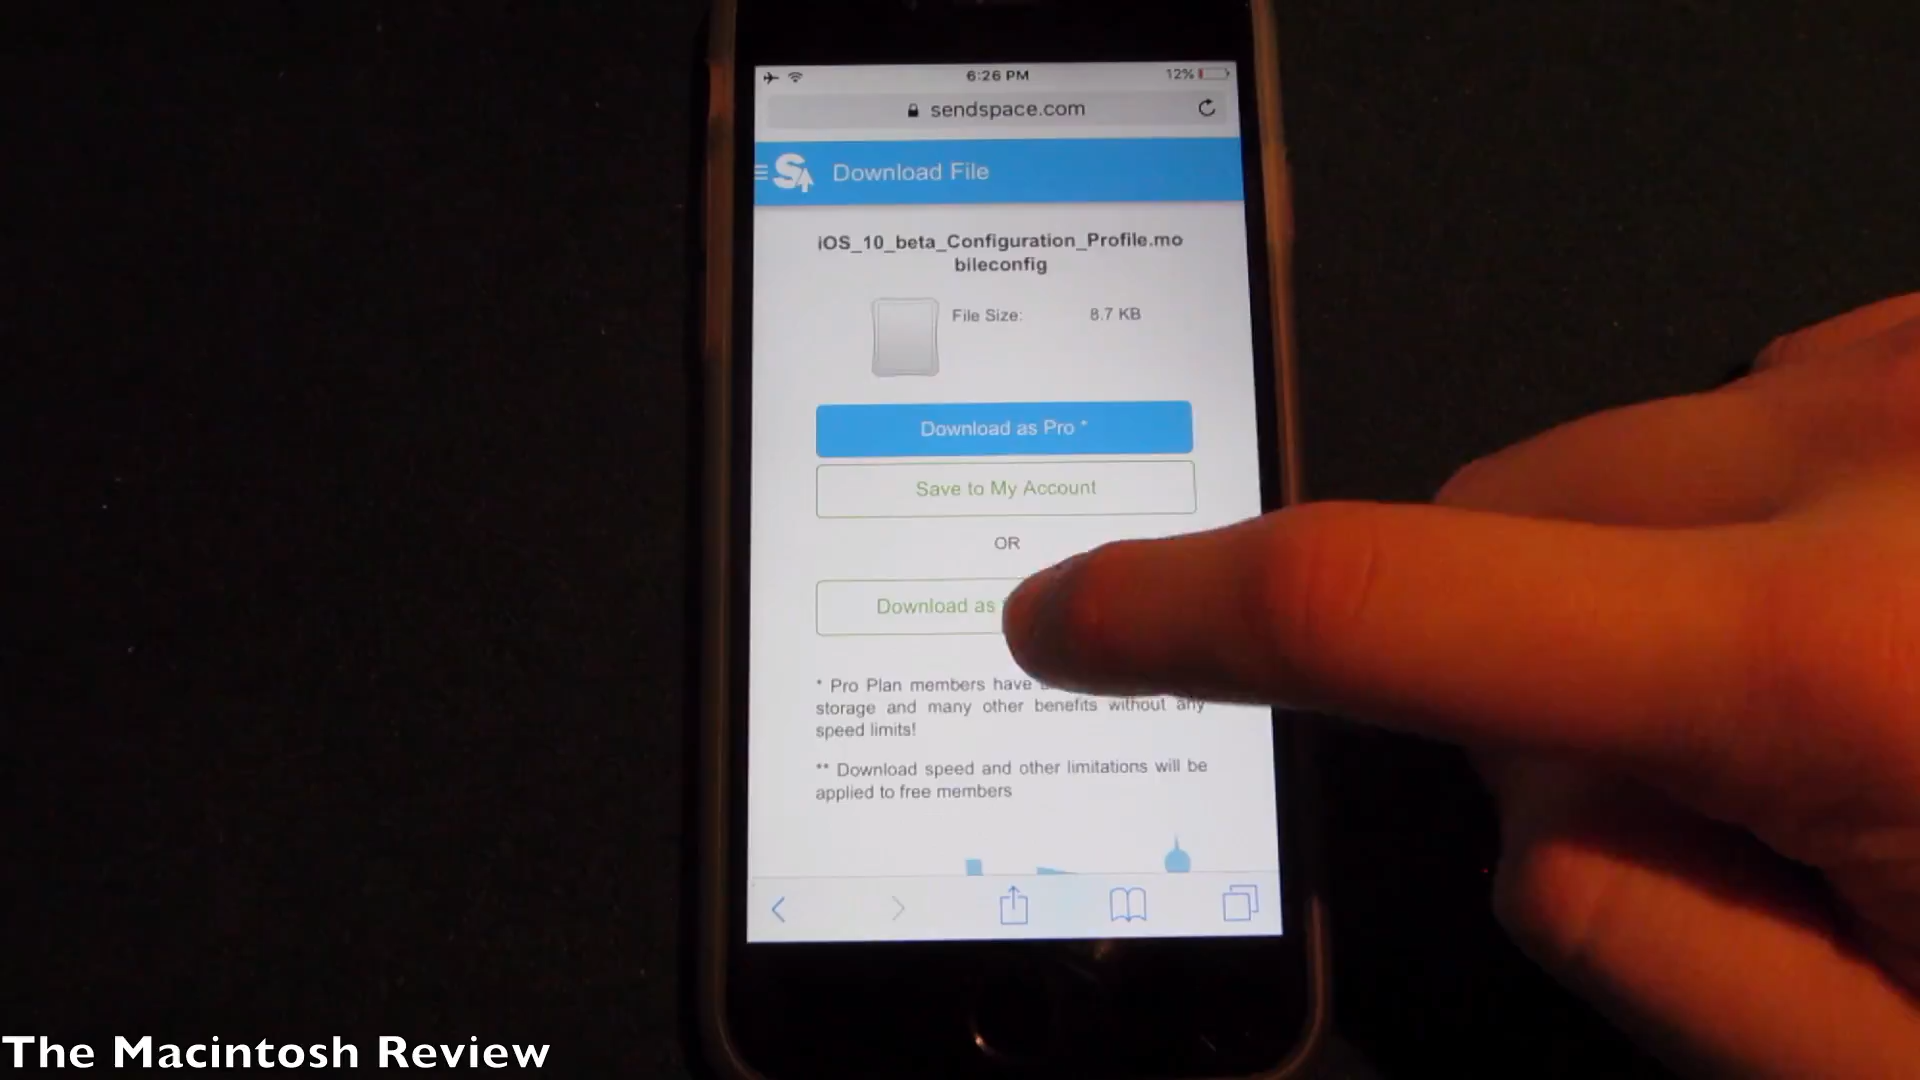 6:26 PM
12%
sendspace.com
Download File
iOS_10_beta_Configuration_Profile.mo
bileconfig
File Size: 8.7 KB
Download as Pro *
Save to My Account
OR
Download as
* Pro Plan members have
storage and many other benefits without any
speed limits!
** Download speed and other limitations will be
applied to free members
The Macintosh Review